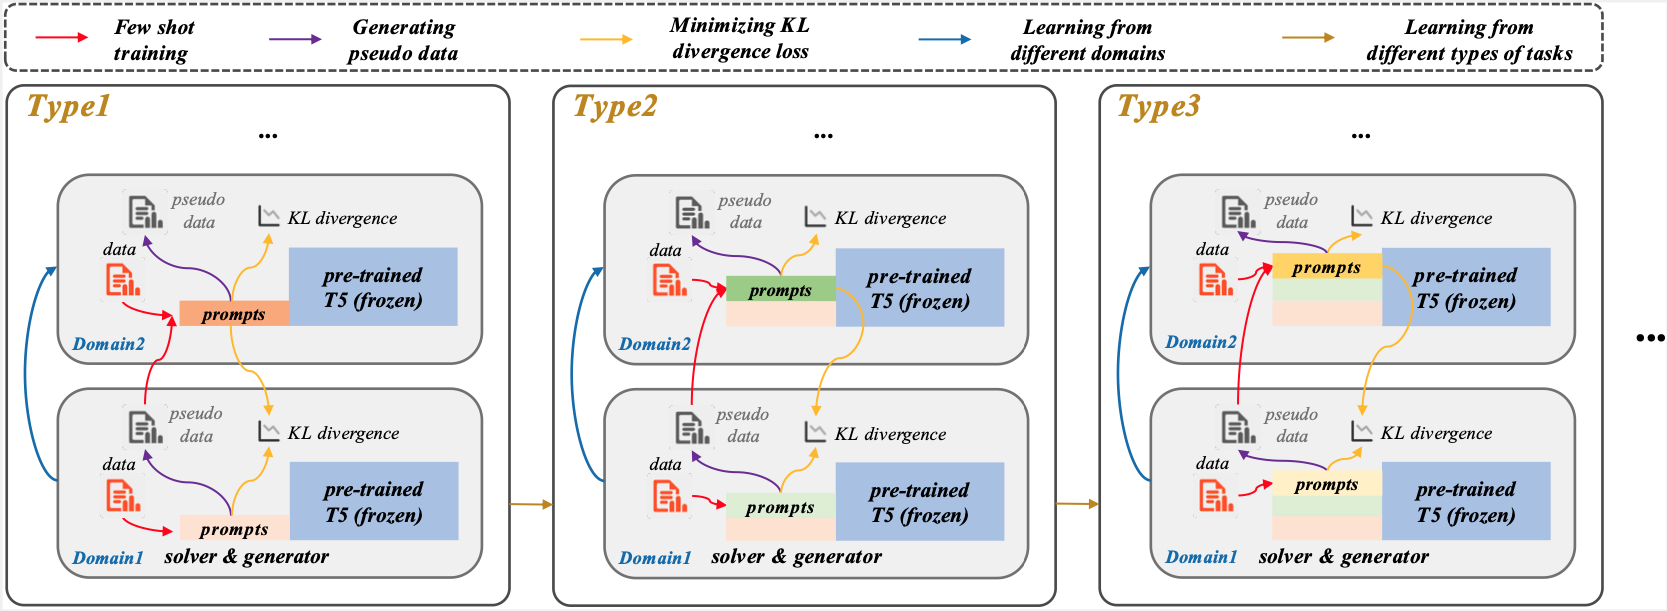 Few shot
training
Generating
pseudo data
Minimizing KL
divergence loss
Learning from
different domains
Learning from
different types of tasks
Type1
...
pseudo
data
KL divergence
data
pre-trained
T5 (frozen)
prompts
Domain2
pseudo
data
KL divergence
data
pre-trained
T5 (frozen)
prompts
Domain1
solver & generator
Type2
...
pseudo
data
KL divergence
data
pre-trained
T5 (frozen)
prompts
Domain2
pseudo
data
KL divergence
data
pre-trained
T5 (frozen)
prompts
Domain1
solver & generator
Type3
...
pseudo
data
KL divergence
data
prompts
pre-trained
T5 (frozen)
Domain2
pseudo
data
KL divergence
data
prompts
pre-trained
T5 (frozen)
Domain1
solver & generator
...